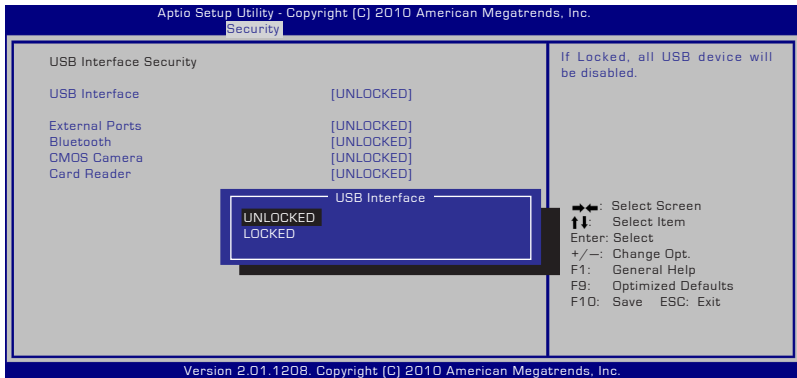 Aptio Setup Utility - Copyright (C) 2010 American Megatrends, Inc.
Security
USB Interface Security
USB Interface [UNLOCKED]
External Ports [UNLOCKED]
Bluetooth [UNLOCKED]
CMOS Camera [UNLOCKED]
Card Reader [UNLOCKED]
USB Interface
UNLOCKED
LOCKED
If Locked, all USB device will
be disabled.
→←: Select Screen
↑↓: Select Item
Enter: Select
+/—: Change Opt.
F1: General Help
F9: Optimized Defaults
F10: Save ESC: Exit
Version 2.01.1208. Copyright (C) 2010 American Megatrends, Inc.